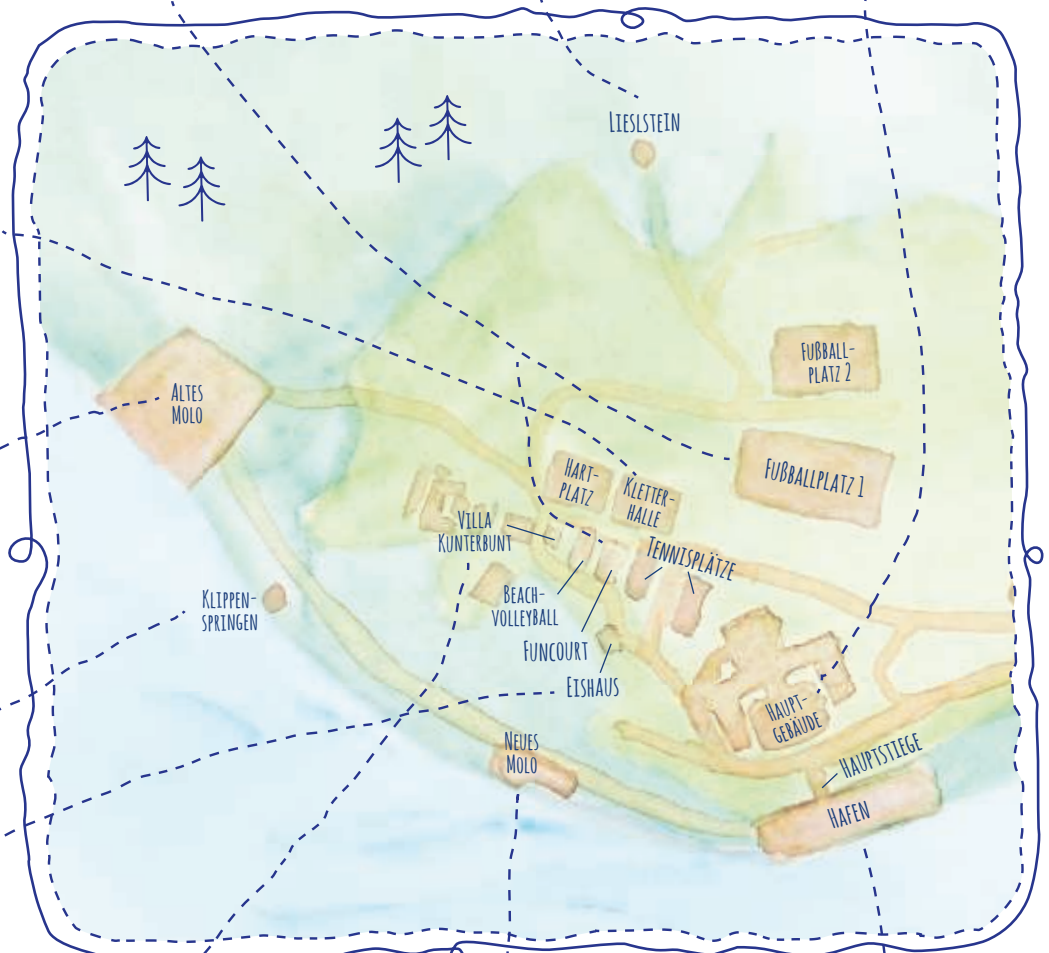 LIESLSTEIN
FUßBALL-
PLATZ 2
ALTES
MOLO
FUßBALLPLATZ 1
HART-
PLATZ
KLETTER-
HALLE
VILLA
KUNTERBUNT
TENNISPLÄTZE
BEACH-
VOLLEYBALL
KLIPPEN-
SPRINGEN
FUNCOURT
EISHAUS
HAUPT-
GEBÄUDE
NEUES
MOLO
HAUPTSTIEGE
HAFEN